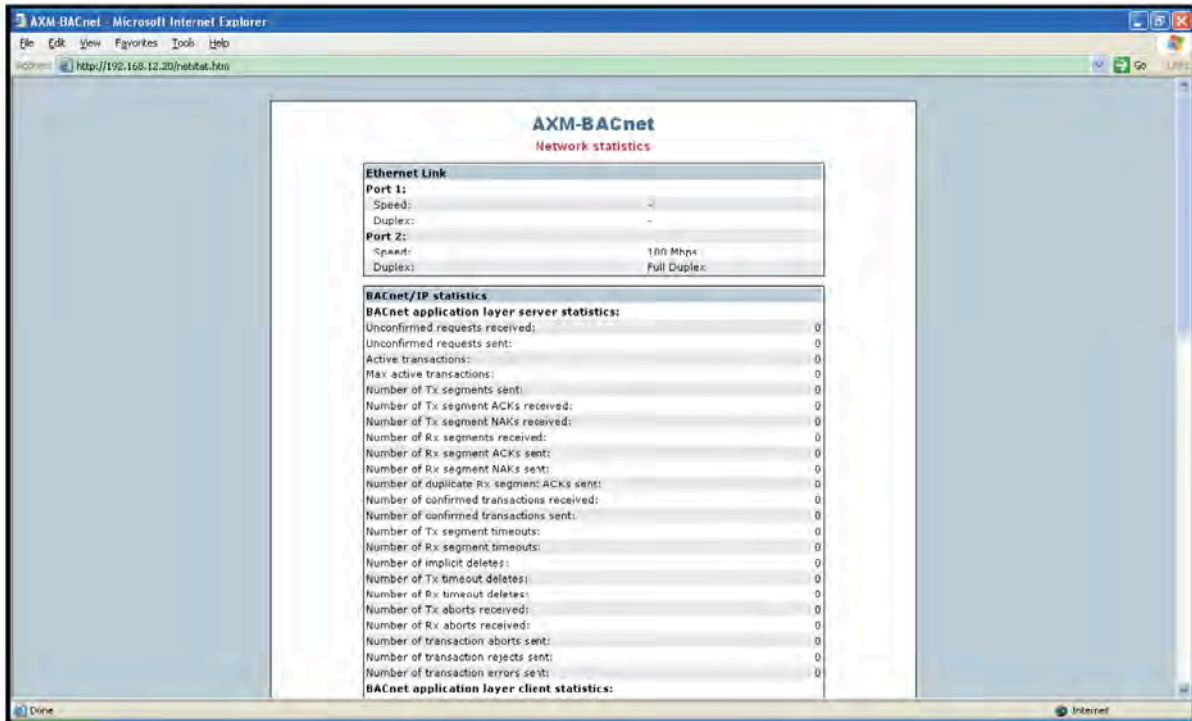 AXM-BACnet - Microsoft Internet Explorer
File Edit View Favorites Tools Help
Address http://192.168.12.20/netstat.htm Go Links
AXM-BACnet
Network statistics
Ethernet Link
Port 1:
Speed: -
Duplex: -
Port 2:
Speed: 100 Mbps
Duplex: Full Duplex
BACnet/IP statistics
BACnet application layer server statistics:
Unconfirmed requests received: 0
Unconfirmed requests sent: 0
Active transactions: 0
Max active transactions: 0
Number of Tx segments sent: 0
Number of Tx segment ACKs received: 0
Number of Tx segment NAKs received: 0
Number of Rx segments received: 0
Number of Rx segment ACKs sent: 0
Number of Rx segment NAKs sent: 0
Number of duplicate Rx segment ACKs sent: 0
Number of confirmed transactions received: 0
Number of confirmed transactions sent: 0
Number of Tx segment timeouts: 0
Number of Rx segment timeouts: 0
Number of implicit deletes: 0
Number of Tx timeout deletes: 0
Number of Rx timeout deletes: 0
Number of Tx aborts received: 0
Number of Rx aborts received: 0
Number of transaction aborts sent: 0
Number of transaction rejects sent: 0
Number of transaction errors sent: 0
BACnet application layer client statistics:
Done Internet